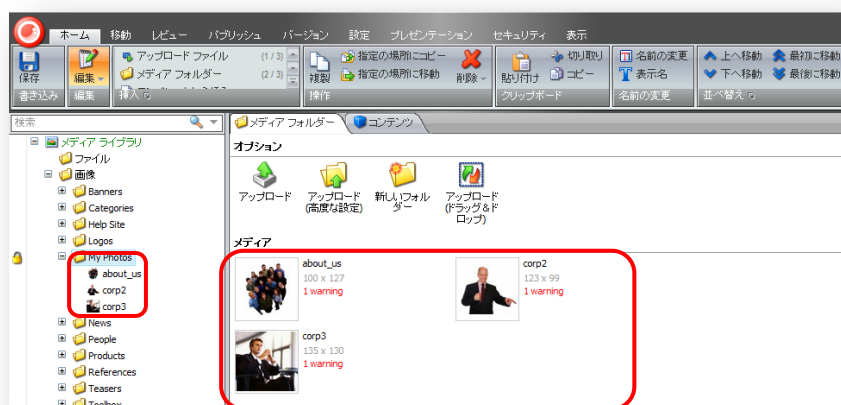 ホーム 移動 レビュー パブリッシュ バージョン 設定 プレゼンテーション セキュリティ 表示
アップロード ファイル (1 / 3) 指定の場所にコピー 切り取り 名前の変更 上へ移動 最初に移動
保存 編集 メディア フォルダー (2 / 3) 複製 指定の場所に移動 削除 貼り付け コピー 表示名 下へ移動 最後に移動
書き込み 編集 挿入 操作 クリップボード 名前の変更 並べ替え
検索
メディア フォルダー コンテンツ
メディア ライブラリ
ファイル
画像
Banners
Categories
Help Site
Logos
My Photos
about_us
corp2
corp3
News
People
Products
References
Teasers
Toolbox
オプション
アップロード
アップロード
(高度な設定)
新しいフォル
ダー
アップロード
(ドラッグ & ド
ロップ)
メディア
about_us
100 x 127
1 warning
corp2
123 x 99
1 warning
corp3
135 x 130
1 warning